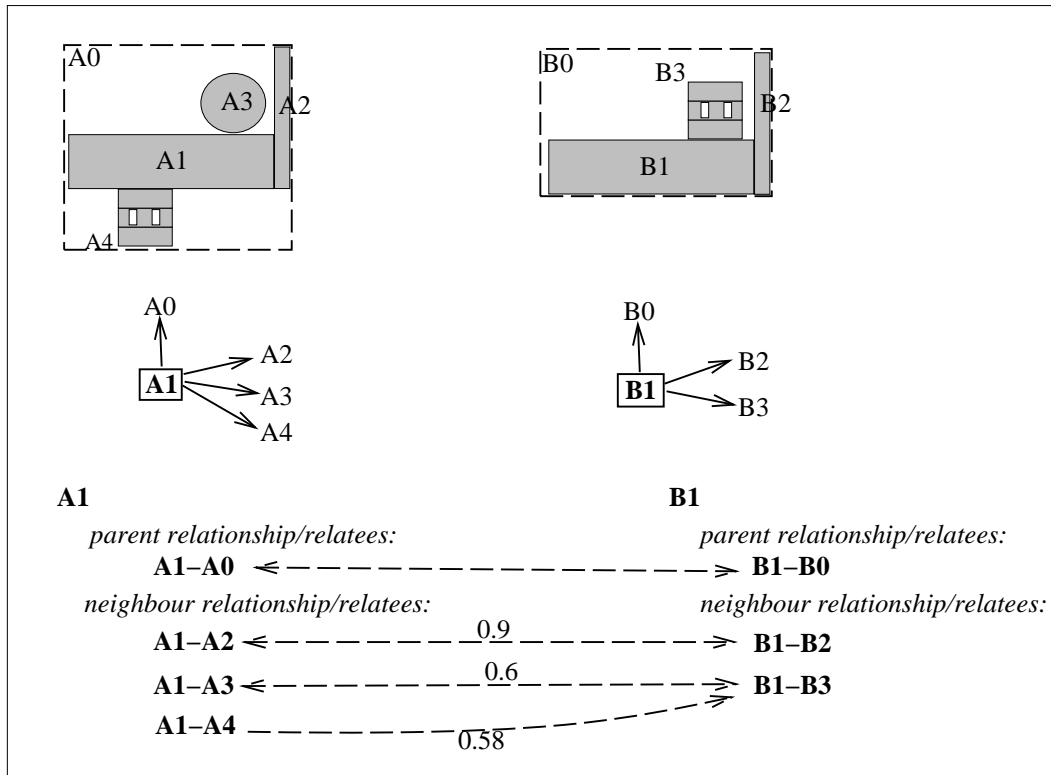 A0
B0
B3
A3
A2
B2
A1
B1
A4
A0
B0
A2
B2
A1
B1
A3
B3
A4
A1
B1
parent relationship/relatees:
parent relationship/relatees:
A1–A0
B1–B0
neighbour relationship/relatees:
neighbour relationship/relatees:
0.9
A1–A2
B1–B2
0.6
A1–A3
B1–B3
A1–A4
0.58